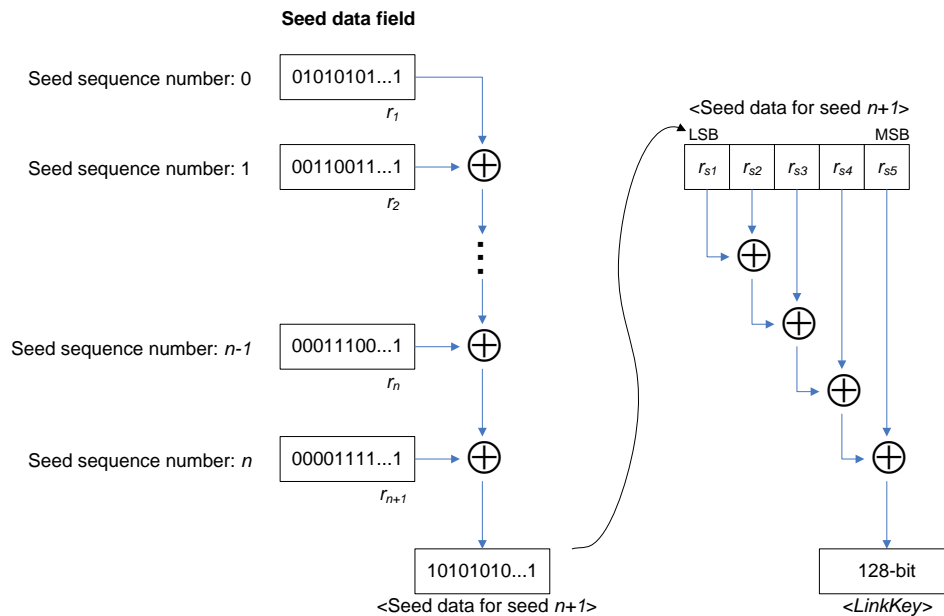 Seed data field
Seed sequence number: 0
01010101...1
r1
Seed sequence number: 1
00110011...1
r2
Seed sequence number: n-1
00011100...1
rn
Seed sequence number: n
00001111...1
rn+1
10101010...1
<Seed data for seed n+1>
<Seed data for seed n+1>
LSB MSB
rs1 rs2 rs3 rs4 rs5
128-bit
<LinkKey>